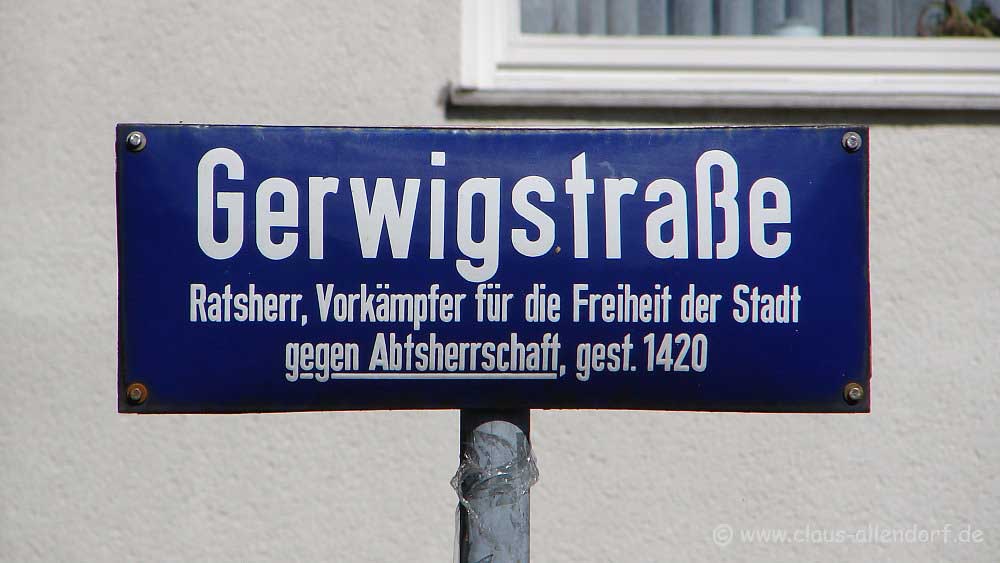 Gerwigstraße
Ratsherr, Vorkämpfer für die Freiheit der Stadt
gegen Abtsherrschaft, gest. 1420
© www.claus-allendorf.de